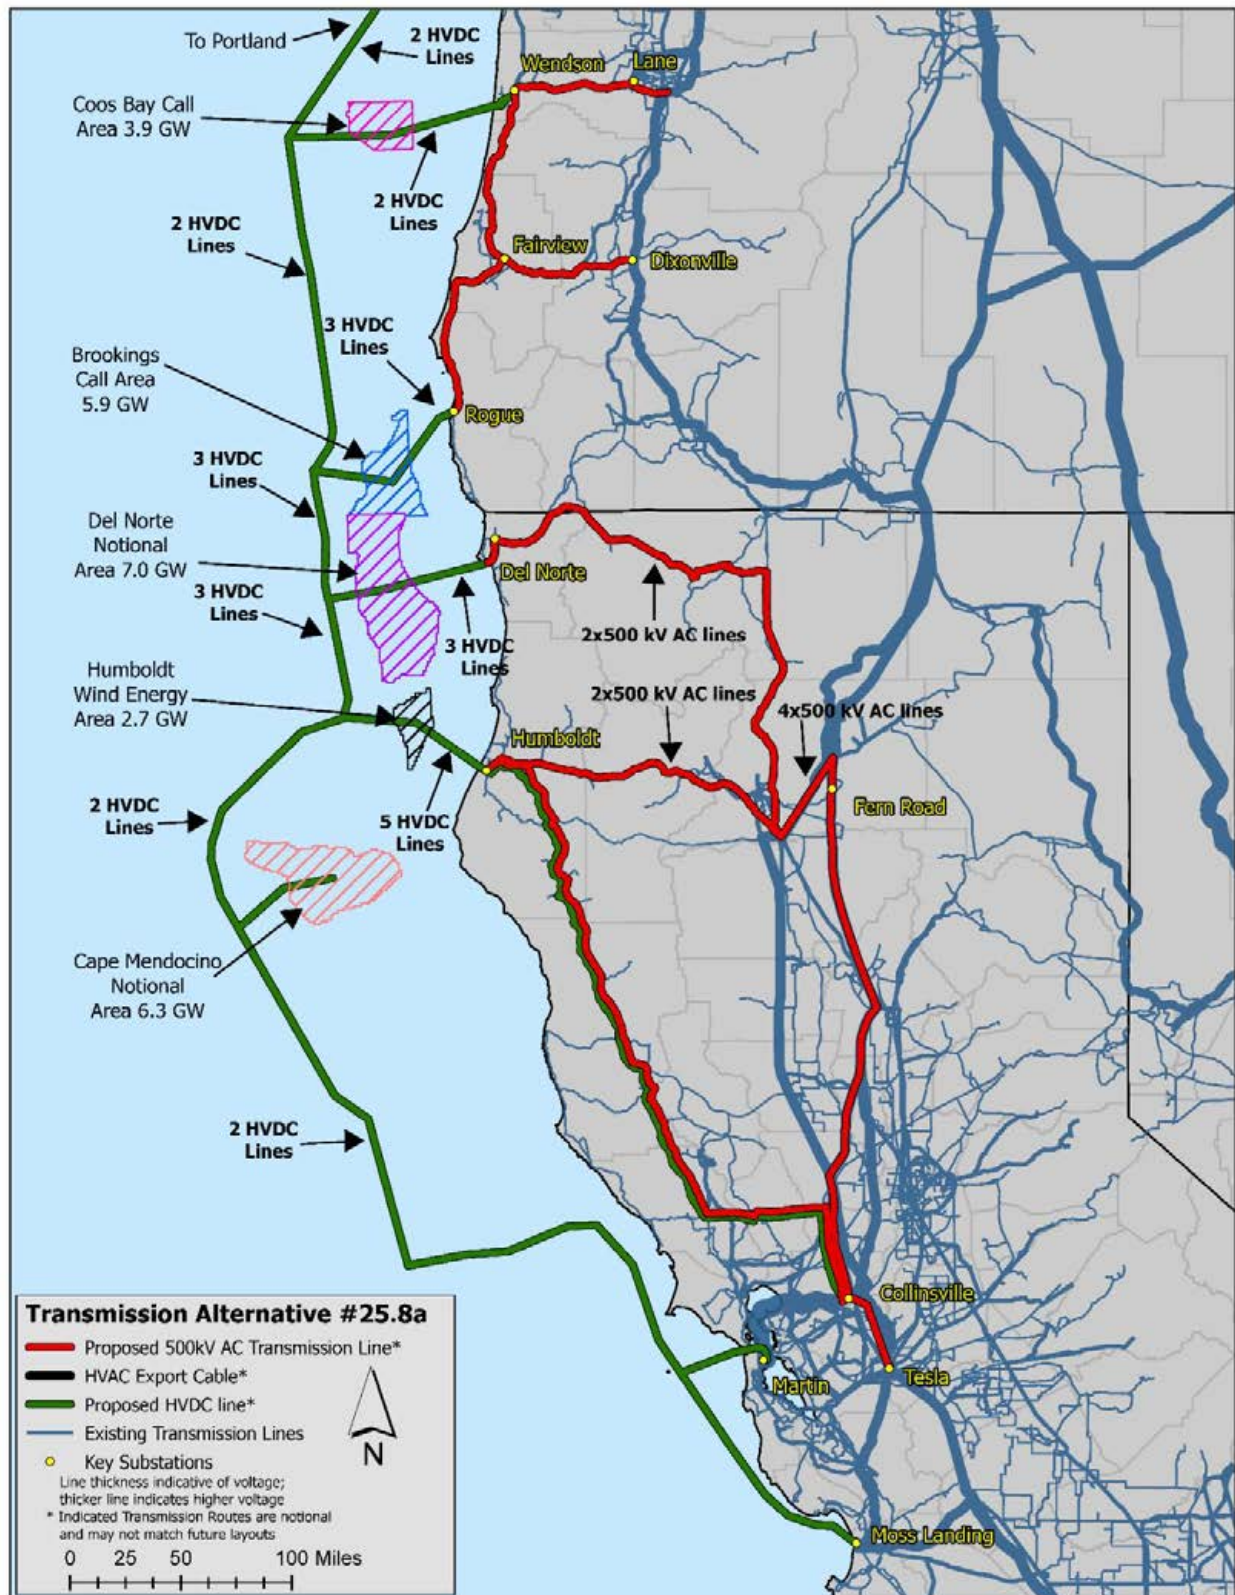 To Portland
2 HVDC
Lines
Wendson
Lane
Coos Bay Call
Area 3.9 GW
2 HVDC
Lines
2 HVDC
Lines
Fairview
Dixonville
3 HVDC
Lines
Brookings
Call Area
5.9 GW
Rogue
3 HVDC
Lines
Del Norte
Notional
Area 7.0 GW
Del Norte
3 HVDC
Lines
2x500 kV AC lines
3 HVDC
Lines
Humboldt
Wind Energy
Area 2.7 GW
2x500 kV AC lines
4x500 kV AC lines
Humboldt
Fern Road
2 HVDC
Lines
5 HVDC
Lines
Cape Mendocino
Notional
Area 6.3 GW
2 HVDC
Lines
Collinsville
Tesla
Martin
Moss Landing
Transmission Alternative #25.8a
Proposed 500kV AC Transmission Line*
HVAC Export Cable*
Proposed HVDC line*
Existing Transmission Lines
Key Substations
Line thickness indicative of voltage;
thicker line indicates higher voltage
* Indicated Transmission Routes are notional
and may not match future layouts
N
0 25 50 100 Miles